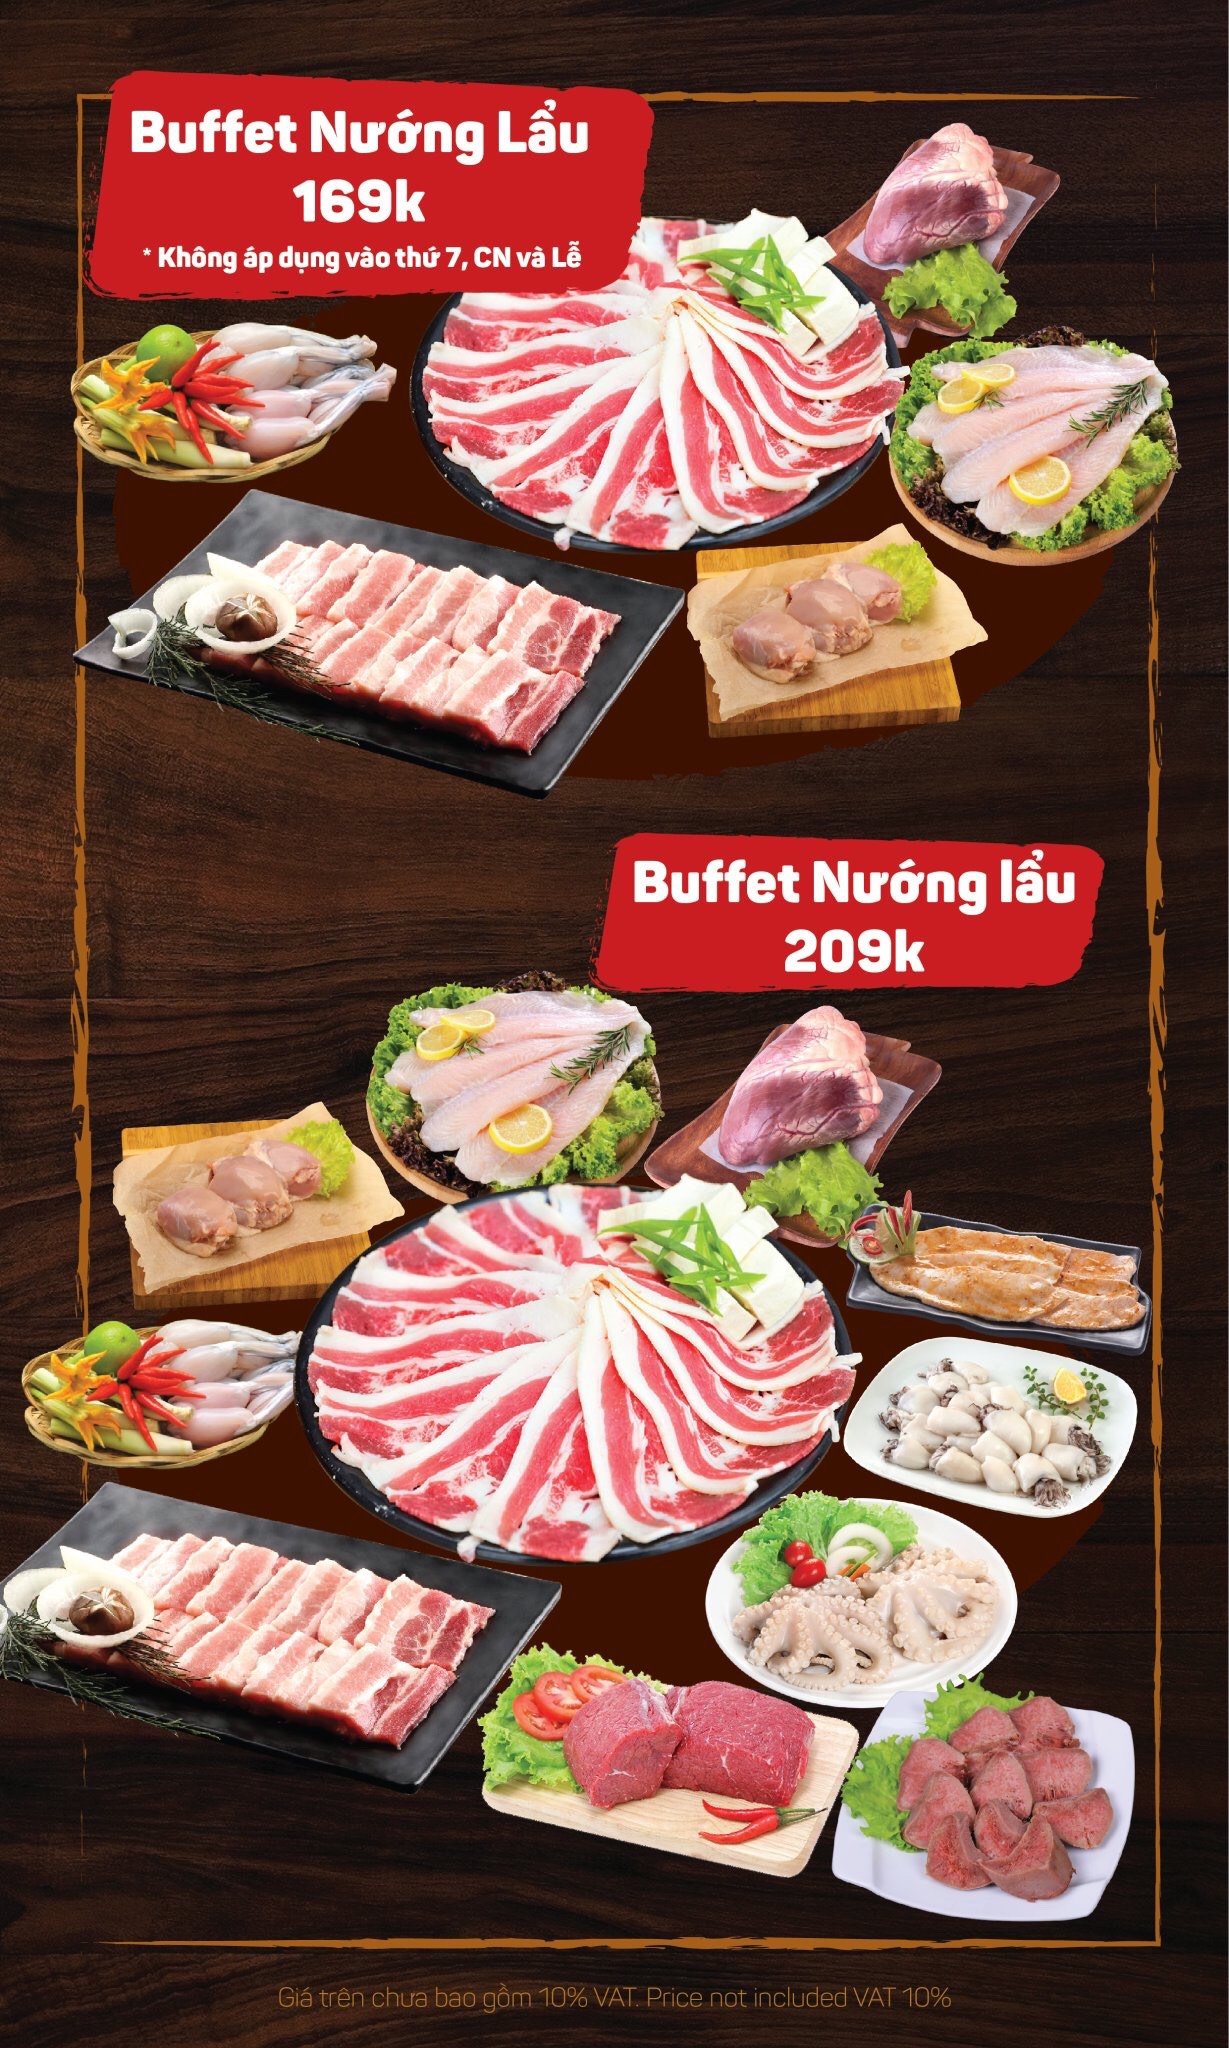 Buffet Nướng Lẩu
169k
* Không áp dụng vào thứ 7, CN và Lễ
Buffet Nướng lẩu
209k
Giá trên chưa bao gồm 10% VAT. Price not included VAT 10%